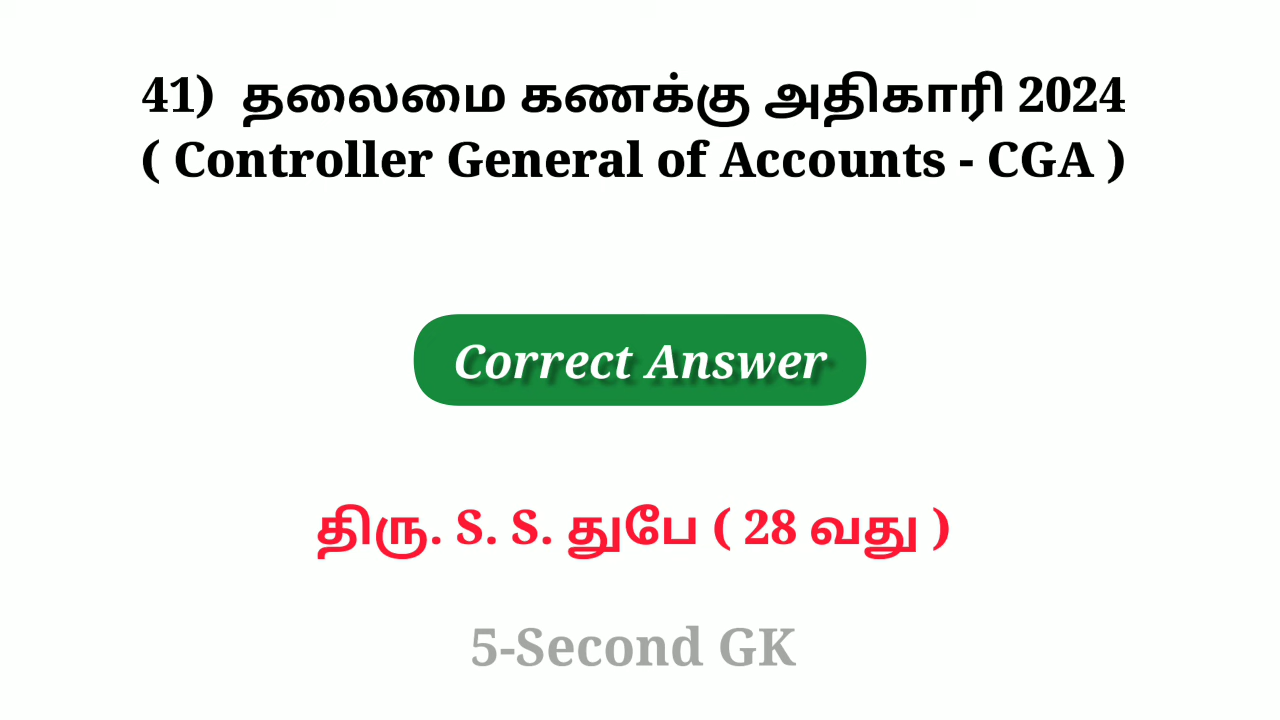 41)  தலைமை கணக்கு அதிகாரி 2024
( Controller General of Accounts - CGA )
Correct Answer
திரு. S. S. துபே ( 28 வது )
5-Second GK